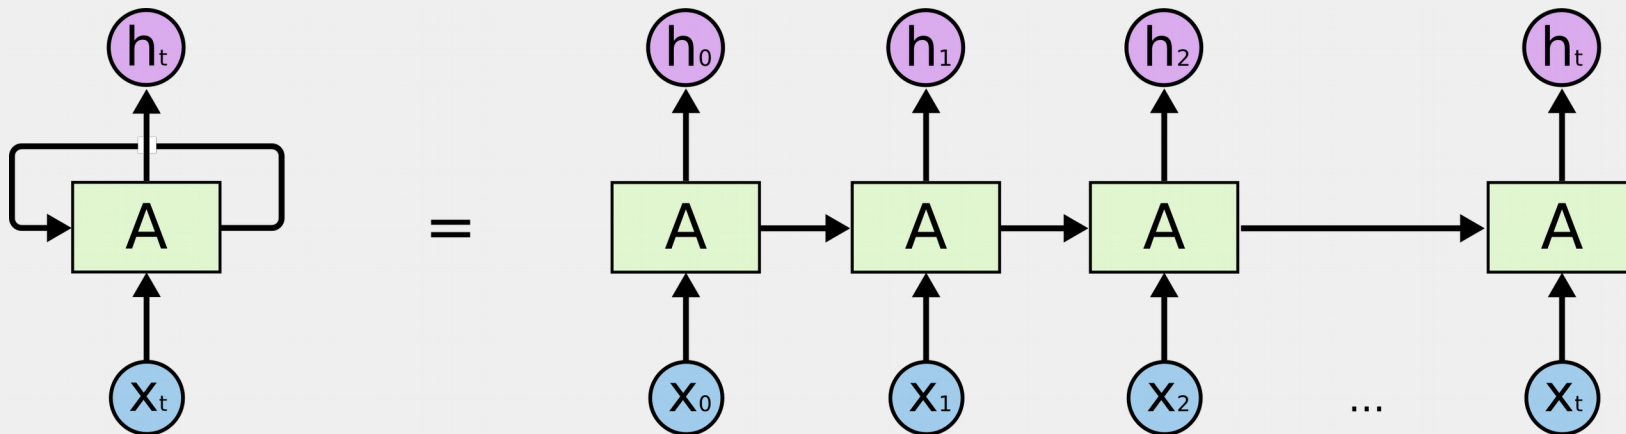 ht h0 h1 h2 ht
A = A A A A
xt x0 x1 x2 ... xt